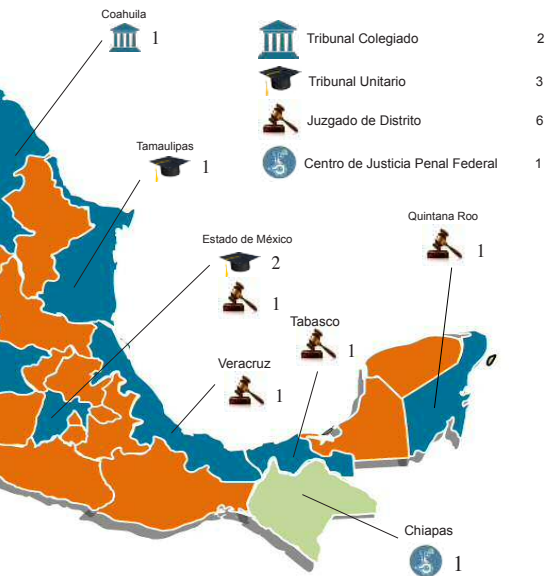 Coahuila
1
Tribunal Colegiado 2
Tribunal Unitario 3
Juzgado de Distrito 6
Centro de Justicia Penal Federal 1
Tamaulipas
1
Quintana Roo
1
Estado de México
2
1
Tabasco
1
Veracruz
1
Chiapas
1